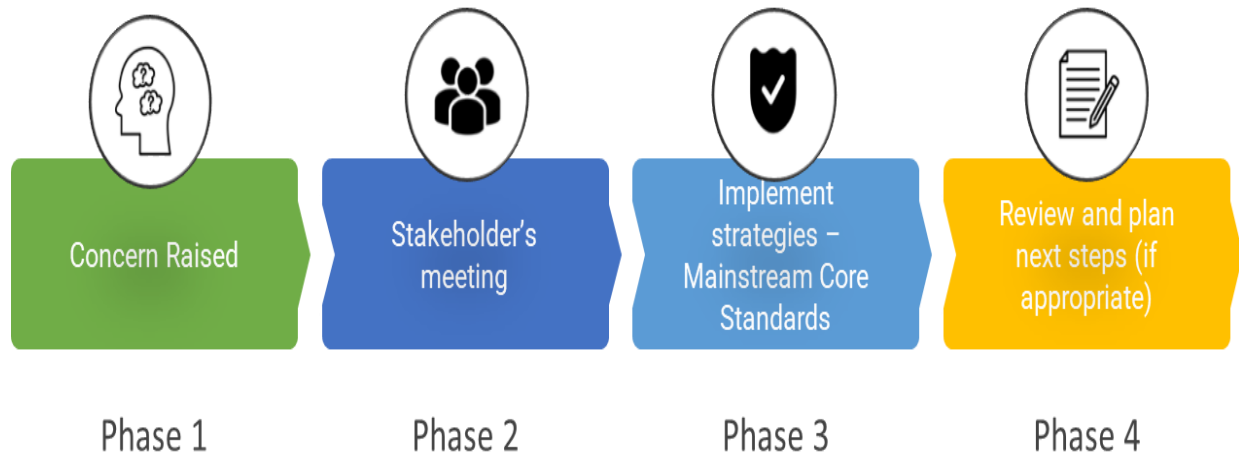 Concern Raised
Stakeholder’s
meeting
Implement
strategies –
Mainstream Core
Standards
Review and plan
next steps (if
appropriate)
Phase 1
Phase 2
Phase 3
Phase 4